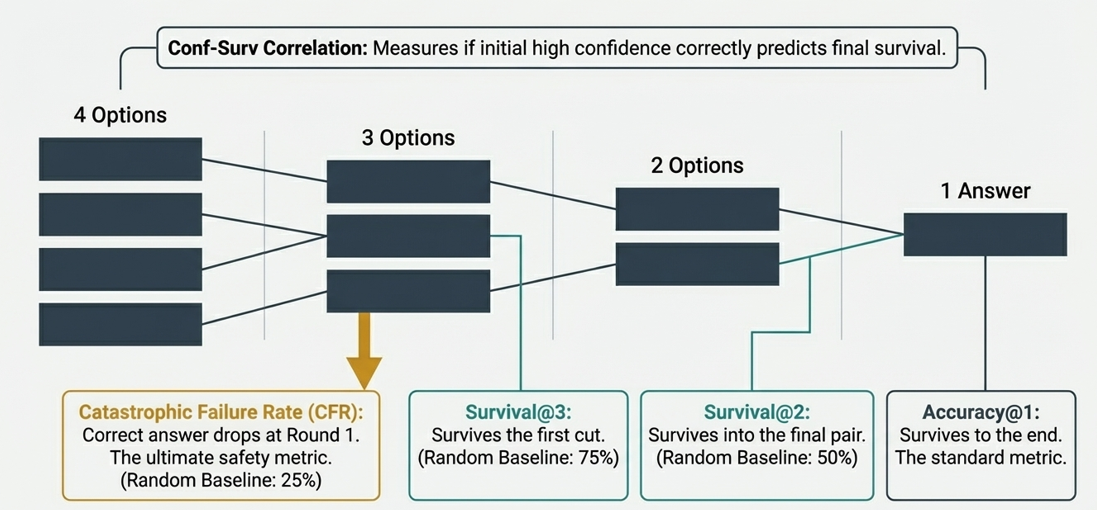 Conf-Surv Correlation: Measures if initial high confidence correctly predicts final survival.
4 Options
3 Options
2 Options
1 Answer
Catastrophic Failure Rate (CFR):
Correct answer drops at Round 1.
The ultimate safety metric.
(Random Baseline: 25%)
Survival@3:
Survives the first cut.
(Random Baseline: 75%)
Survival@2:
Survives into the final pair.
(Random Baseline: 50%)
Accuracy@1:
Survives to the end.
The standard metric.